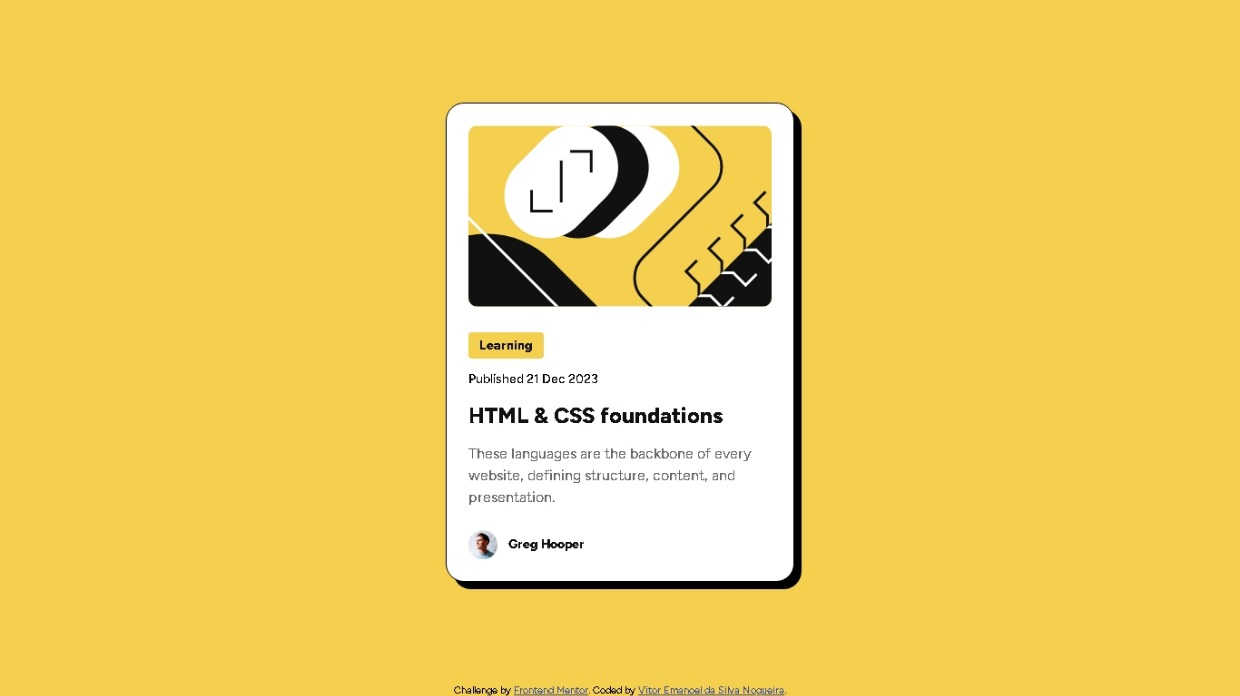 Learning
Published 21 Dec 2023
HTML & CSS foundations
These languages are the backbone of every
website, defining structure, content, and
presentation.
Greg Hooper
Challenge by Frontend Mentor. Coded by Vitor Emanoel da Silva Nogueira.